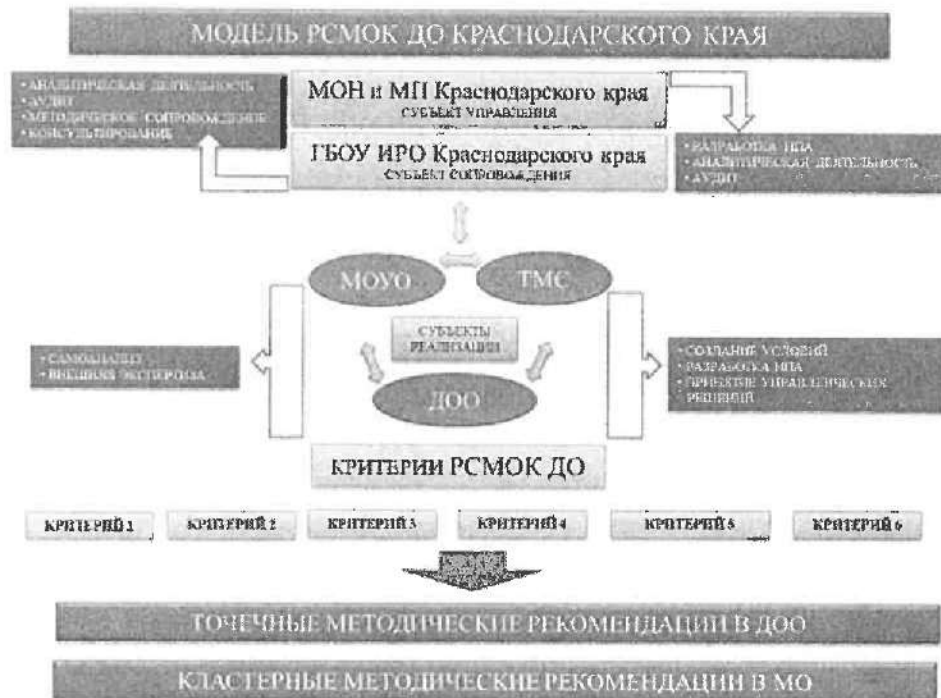 МОДЕЛЬ РСМОК ДО КРАСНОДАРСКОГО КРАЯ
• АНАЛИТИЧЕСКАЯ ДЕЯТЕЛЬНОСТЬ
• АУДИТ
• МЕТОДИЧЕСКОЕ СОПРОВОЖДЕНИЕ
• КОНСУЛЬТИРОВАНИЕ
МОН и МП Краснодарского края
СУБЪЕКТ УПРАВЛЕНИЯ
ГБОУ ИРО Краснодарского края
СУБЪЕКТ СОПРОВОЖДЕНИЯ
• РАЗРАБОТКА НПА
• АНАЛИТИЧЕСКАЯ ДЕЯТЕЛЬНОСТЬ
• АУДИТ
МОУО
ТМС
СУБЪЕКТЫ
РЕАЛИЗАЦИИ
ДОО
• САМОАНАЛИЗ
• ВНЕШНЯЯ ЭКСПЕРТИЗА
• СОЗДАНИЕ УСЛОВИЙ
• РАЗРАБОТКА НПА
• ПРИНЯТИЕ УПРАВЛЕНЧЕСКИХ
РЕШЕНИЙ
КРИТЕРИИ РСМОК ДО
КРИТЕРИЙ 1
КРИТЕРИЙ 2
КРИТЕРИЙ 3
КРИТЕРИЙ 4
КРИТЕРИЙ 5
КРИТЕРИЙ 6
ТОЧЕЧНЫЕ МЕТОДИЧЕСКИЕ РЕКОМЕНДАЦИИ В ДОО
КЛАСТЕРНЫЕ МЕТОДИЧЕСКИЕ РЕКОМЕНДАЦИИ В МО